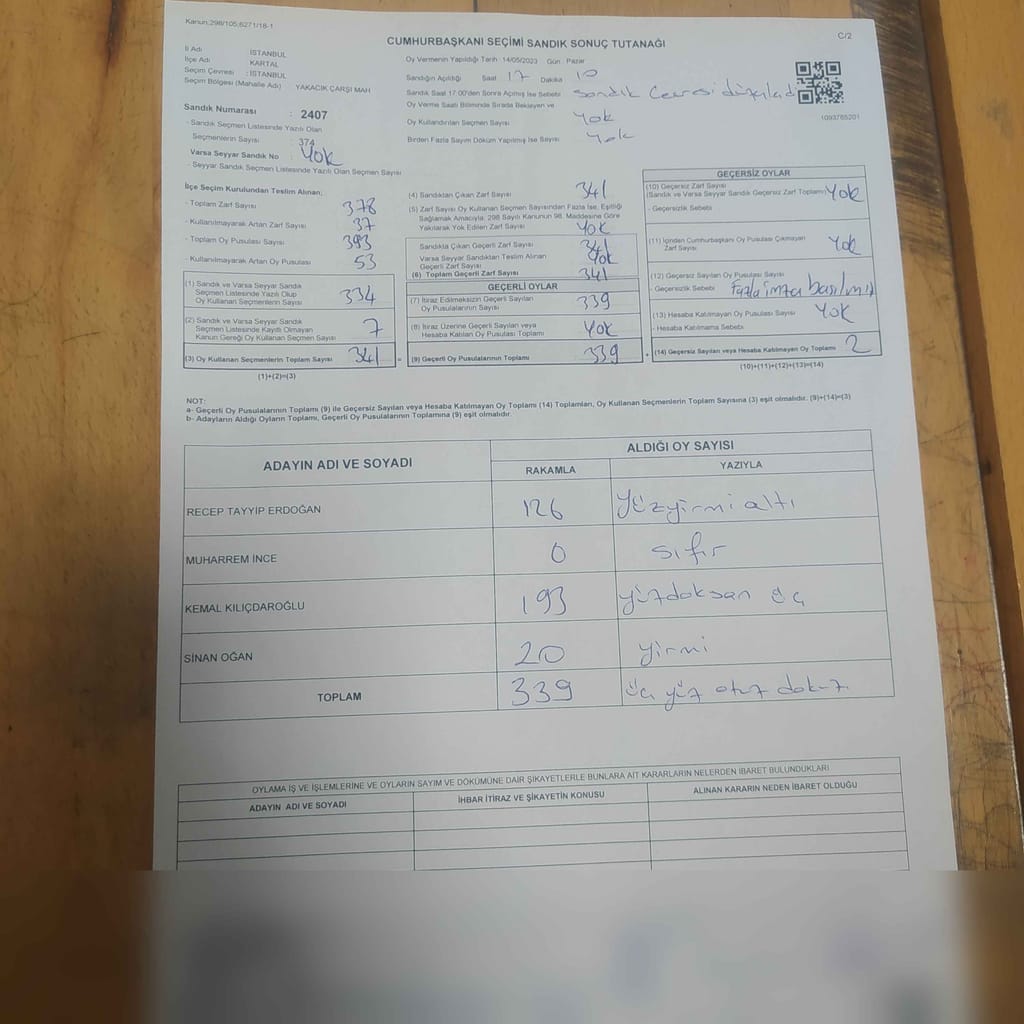 Kanun:298/105,6271/18-1
C/2
CUMHURBAŞKANI SEÇİMİ SANDIK SONUÇ TUTANAĞI
İl Adı : İSTANBUL
İlçe Adı : KARTAL
Seçim Çevresi : İSTANBUL
Seçim Bölgesi (Mahalle Adı) YAKACIK ÇARŞI MAH
Sandık Numarası : 2407
- Sandık Seçmen Listesinde Yazılı Olan
Seçmenlerin Sayısı : 374
Varsa Seyyar Sandık No : Yok
- Seyyar Sandık Seçmen Listesinde Yazılı Olan Seçmen Sayısı
Oy Vermenin Yapıldığı Tarih 14/05/2023 Gün Pazar
Sandığın Açıldığı Saat 17 Dakika 10
Sandık Saat 17:00'den Sonra Açılmış İse Sebebi Sandık Çevresi düzenledi
Oy Verme Saati Bitiminde Sırada Bekleyen ve
Oy Kullandırılan Seçmen Sayısı Yok
Birden Fazla Sayım Döküm Yapılmış İse Sayısı Yok
1093765201
İlçe Seçim Kurulundan Teslim Alınan;
- Toplam Zarf Sayısı 378
- Kullanılmayarak Artan Zarf Sayısı 37
- Toplam Oy Pusulası Sayısı 393
- Kullanılmayarak Artan Oy Pusulası 53
(1) Sandık ve Varsa Seyyar Sandık
Seçmen Listesinde Yazılı Olup
Oy Kullanan Seçmenlerin Sayısı 334
(2) Sandık ve Varsa Seyyar Sandık
Seçmen Listesinde Kayıtlı Olmayan
Kanun Gereği Oy Kullanan Seçmen Sayısı 7
(3) Oy Kullanan Seçmenlerin Toplam Sayısı 341 =
(1)+(2)=(3)
(4) Sandıktan Çıkan Zarf Sayısı 341
(5) Zarf Sayısı Oy Kullanan Seçmen Sayısından Fazla İse, Eşitliği
Sağlamak Amacıyla, 298 Sayılı Kanunun 98. Maddesine Göre
Yakılarak Yok Edilen Zarf Sayısı Yok
Sandıkta Çıkan Geçerli Zarf Sayısı 341
Varsa Seyyar Sandıktan Teslim Alınan
Geçerli Zarf Sayısı Yok
(6) Toplam Geçerli Zarf Sayısı 341
GEÇERLİ OYLAR
(7) İtiraz Edilmeksizin Geçerli Sayılan
Oy Pusulalarının Sayısı 339
(8) İtiraz Üzerine Geçerli Sayılan veya
Hesaba Katılan Oy Pusulası Toplamı Yok
(9) Geçerli Oy Pusulalarının Toplamı 339 +
GEÇERSİZ OYLAR
(10) Geçersiz Zarf Sayısı
(Sandık ve Varsa Seyyar Sandık Geçersiz Zarf Toplamı) Yok
- Geçersizlik Sebebi
(11) İçinden Cumhurbaşkanı Oy Pusulası Çıkmayan
Zarf Sayısı Yok
(12) Geçersiz Sayılan Oy Pusulası Sayısı
- Geçersizlik Sebebi Fazla imza basılmış
(13) Hesaba Katılmayan Oy Pusulası Sayısı Yok
- Hesaba Katılmama Sebebi
(14) Geçersiz Sayılan veya Hesaba Katılmayan Oy Toplamı 2
(10)+(11)+(12)+(13)=(14)
NOT:
a- Geçerli Oy Pusulalarının Toplamı (9) ile Geçersiz Sayılan veya Hesaba Katılmayan Oy Toplamı (14) Toplamları, Oy Kullanan Seçmenlerin Toplam Sayısına (3) eşit olmalıdır. (9)+(14)=(3)
b- Adayların Aldığı Oyların Toplamı, Geçerli Oy Pusulalarının Toplamına (9) eşit olmalıdır.
ADAYIN ADI VE SOYADI
ALDIĞI OY SAYISI
RAKAMLA YAZIYLA
RECEP TAYYİP ERDOĞAN 126 yüzyirmi altı
MUHARREM İNCE 0 sıfır
KEMAL KILIÇDAROĞLU 193 yüzdoksan üç
SİNAN OĞAN 20 yirmi
TOPLAM 339 üç yüz otuz dokuz
OYLAMA İŞ VE İŞLEMLERİNE VE OYLARIN SAYIM VE DÖKÜMÜNE DAİR ŞİKAYETLERLE BUNLARA AİT KARARLARIN NELERDEN İBARET BULUNDUKLARI
ADAYIN ADI VE SOYADI İHBAR İTİRAZ VE ŞİKAYETİN KONUSU ALINAN KARARIN NEDEN İBARET OLDUĞU